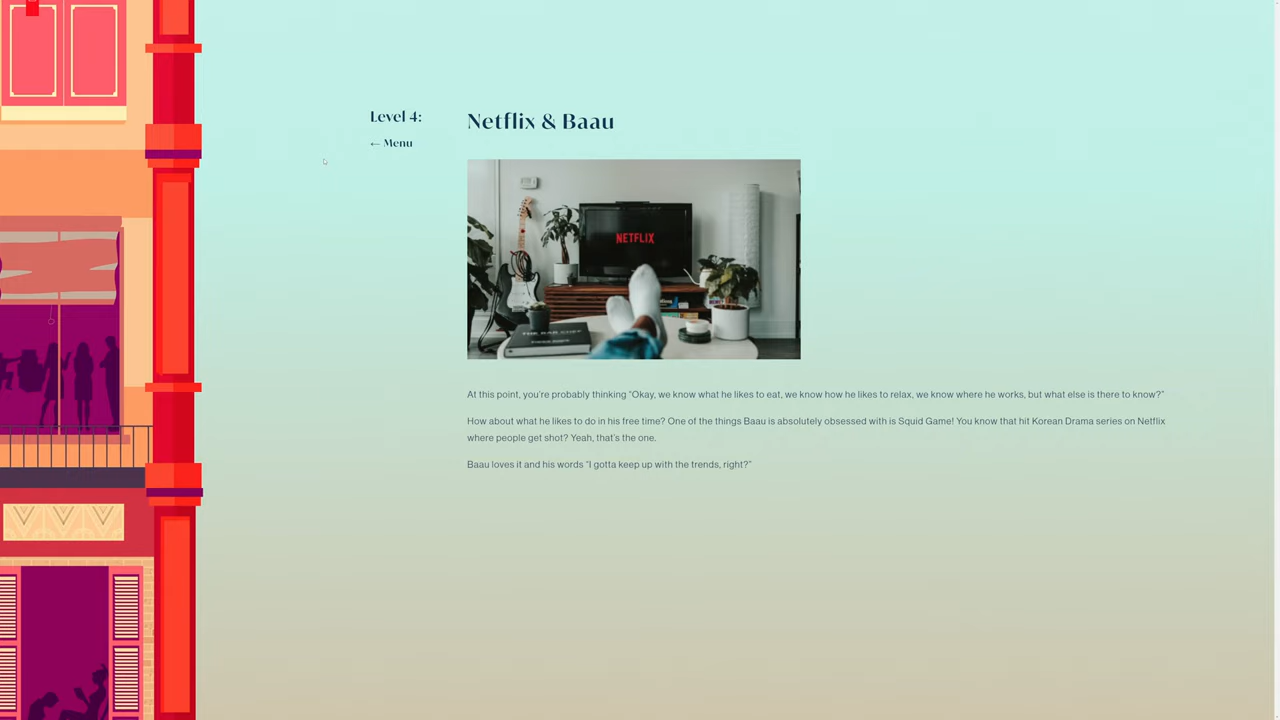 Level 4:
← Menu
Netflix & Baau
NETFLIX
At this point, you're probably thinking "Okay, we know what he likes to eat, we know how he likes to relax, we know where he works, but what else is there to know?"
How about what he likes to do in his free time? One of the things Baau is absolutely obsessed with is Squid Game! You know that hit Korean Drama series on Netflix
where people get shot? Yeah, that's the one.
Baau loves it and his words "I gotta keep up with the trends, right?"